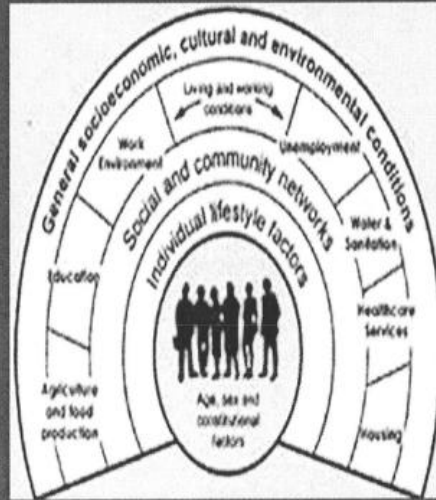 General socioeconomic, cultural and environmental conditions
Living and working
conditions
Work
Environment
Unemployment
Social and community networks
Water &
Sanitation
Individual lifestyle factors
Education
Healthcare
Services
Agriculture
and food
production
Age, sex and
constitutional
factors
Housing